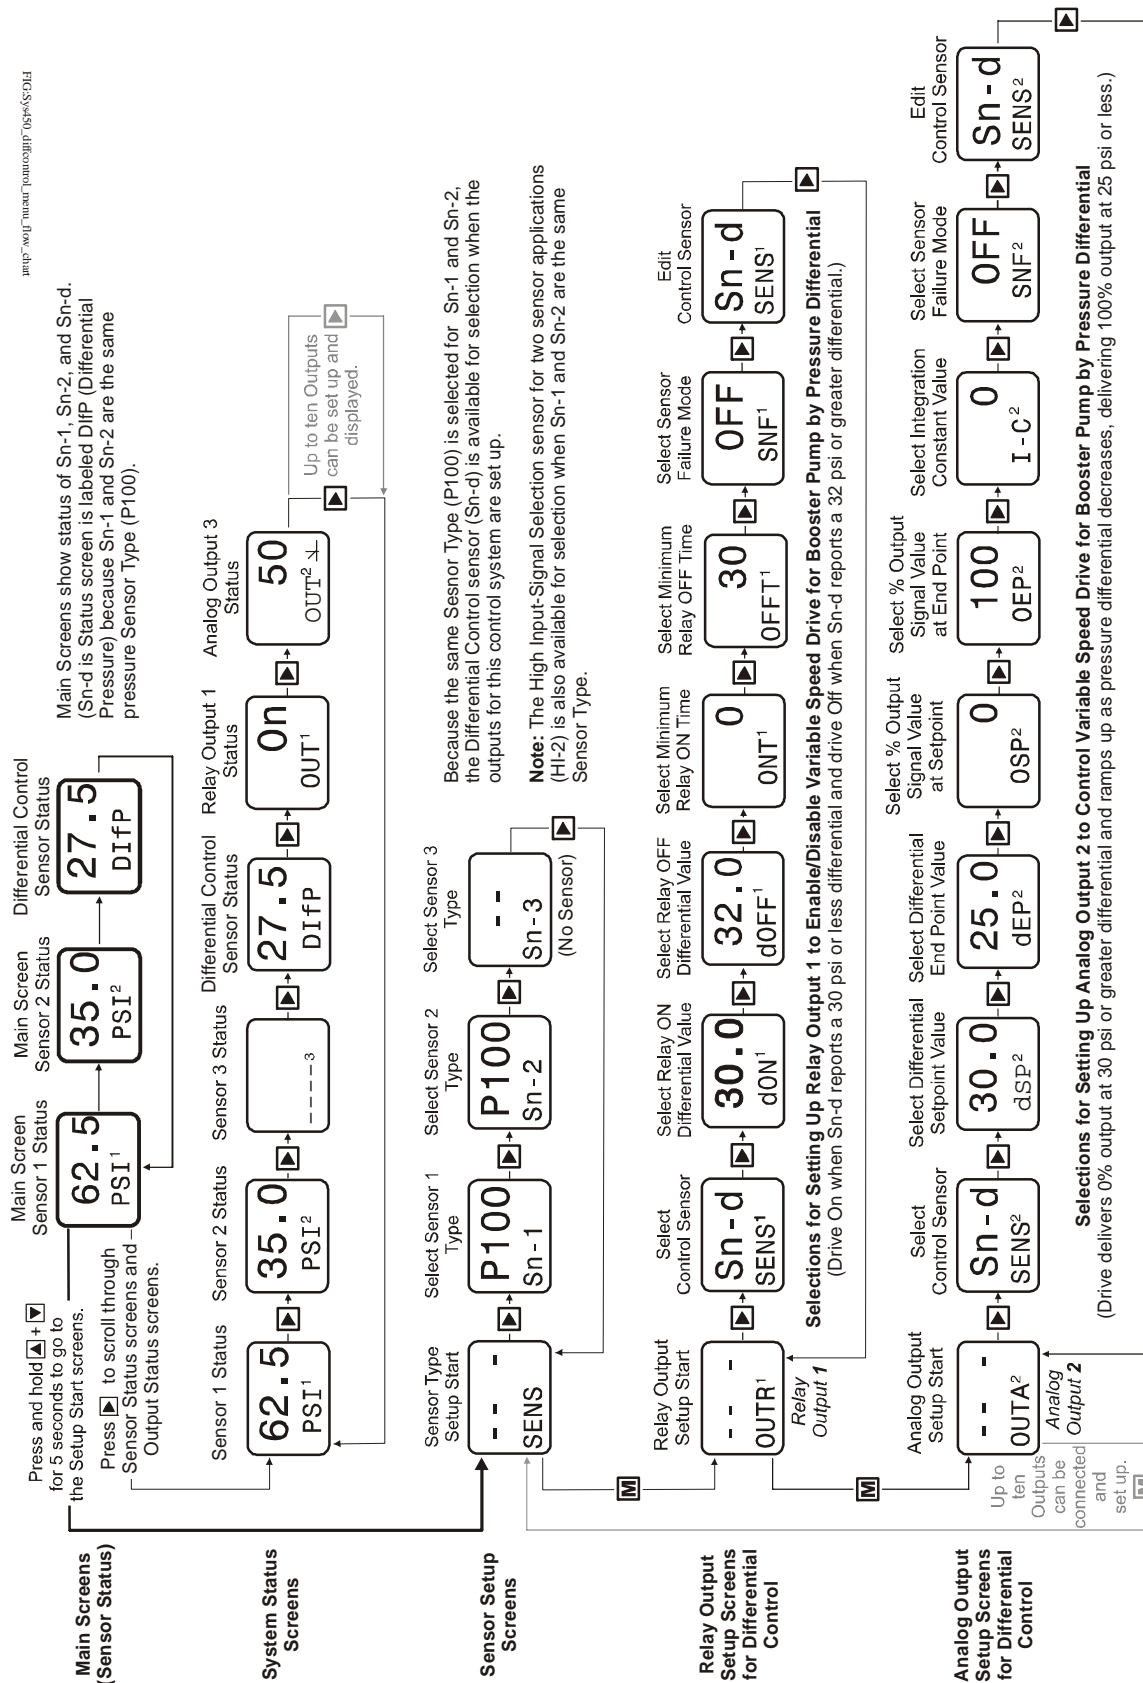 FIG:Sys450_diffcontrol_menu_flow_chart
Main Screens
(Sensor Status)
Press and hold ▲ + ▼
for 5 seconds to go to
the Setup Start screens.
Press ▶ to scroll through
Sensor Status screens and
Output Status screens.
Main Screen
Sensor 1 Status
62.5
PSI¹
Main Screen
Sensor 2 Status
35.0
PSI²
Differential Control
Sensor Status
27.5
DIfP
Main Screens show status of Sn-1, Sn-2, and Sn-d.
(Sn-d is Status screen is labeled DIfP (Differential
Pressure) because Sn-1 and Sn-2 are the same
pressure Sensor Type (P100).
System Status
Screens
Sensor 1 Status
62.5
PSI¹
Sensor 2 Status
35.0
PSI²
Sensor 3 Status
----³
Differential Control
Sensor Status
27.5
DIfP
Relay Output 1
Status
On
OUT¹
Analog Output 3
Status
50
OUT²
Up to ten Outputs
can be set up and
displayed.
Sensor Setup
Screens
Sensor Type
Setup Start
- - -
SENS
Select Sensor 1
Type
P100
Sn-1
Select Sensor 2
Type
P100
Sn-2
Select Sensor 3
Type
- -
Sn-3
(No Sensor)
Because the same Sesnor Type (P100) is selected for Sn-1 and Sn-2,
the Differential Control sensor (Sn-d) is available for selection when the
outputs for this control system are set up.
Note: The High Input-Signal Selection sensor for two sensor applications
(HI-2) is also available for selection when Sn-1 and Sn-2 are the same
Sensor Type.
M
Relay Output
Setup Screens
for Differential
Control
Relay Output
Setup Start
- - -
OUTR¹
Relay
Output 1
Select
Control Sensor
Sn-d
SENS¹
Select Relay ON
Differential Value
30.0
dON¹
Select Relay OFF
Differential Value
32.0
dOFF¹
Select Minimum
Relay ON Time
0
ONT¹
Select Minimum
Relay OFF Time
30
OFFT¹
Select Sensor
Failure Mode
OFF
SNF¹
Edit
Control Sensor
Sn-d
SENS¹
Selections for Setting Up Relay Output 1 to Enable/Disable Variable Speed Drive for Booster Pump by Pressure Differential
(Drive On when Sn-d reports a 30 psi or less differential and drive Off when Sn-d reports a 32 psi or greater differential.)
M
Analog Output
Setup Screens
for Differential
Control
Analog Output
Setup Start
- - -
OUTA²
Analog
Output 2
Up to
ten
Outputs
can be
connected
and
set up.
M
Select
Control Sensor
Sn-d
SENS²
Select Differential
Setpoint Value
30.0
dSP²
Select Differential
End Point Value
25.0
dEP²
Select % Output
Signal Value
at Setpoint
0
OSP²
Select % Output
Signal Value
at End Point
100
OEP²
Select Integration
Constant Value
0
I-C²
Select Sensor
Failure Mode
OFF
SNF²
Edit
Control Sensor
Sn-d
SENS²
Selections for Setting Up Analog Output 2 to Control Variable Speed Drive for Booster Pump by Pressure Differential
(Drive delivers 0% output at 30 psi or greater differential and ramps up as pressure differential decreases, delivering 100% output at 25 psi or less.)